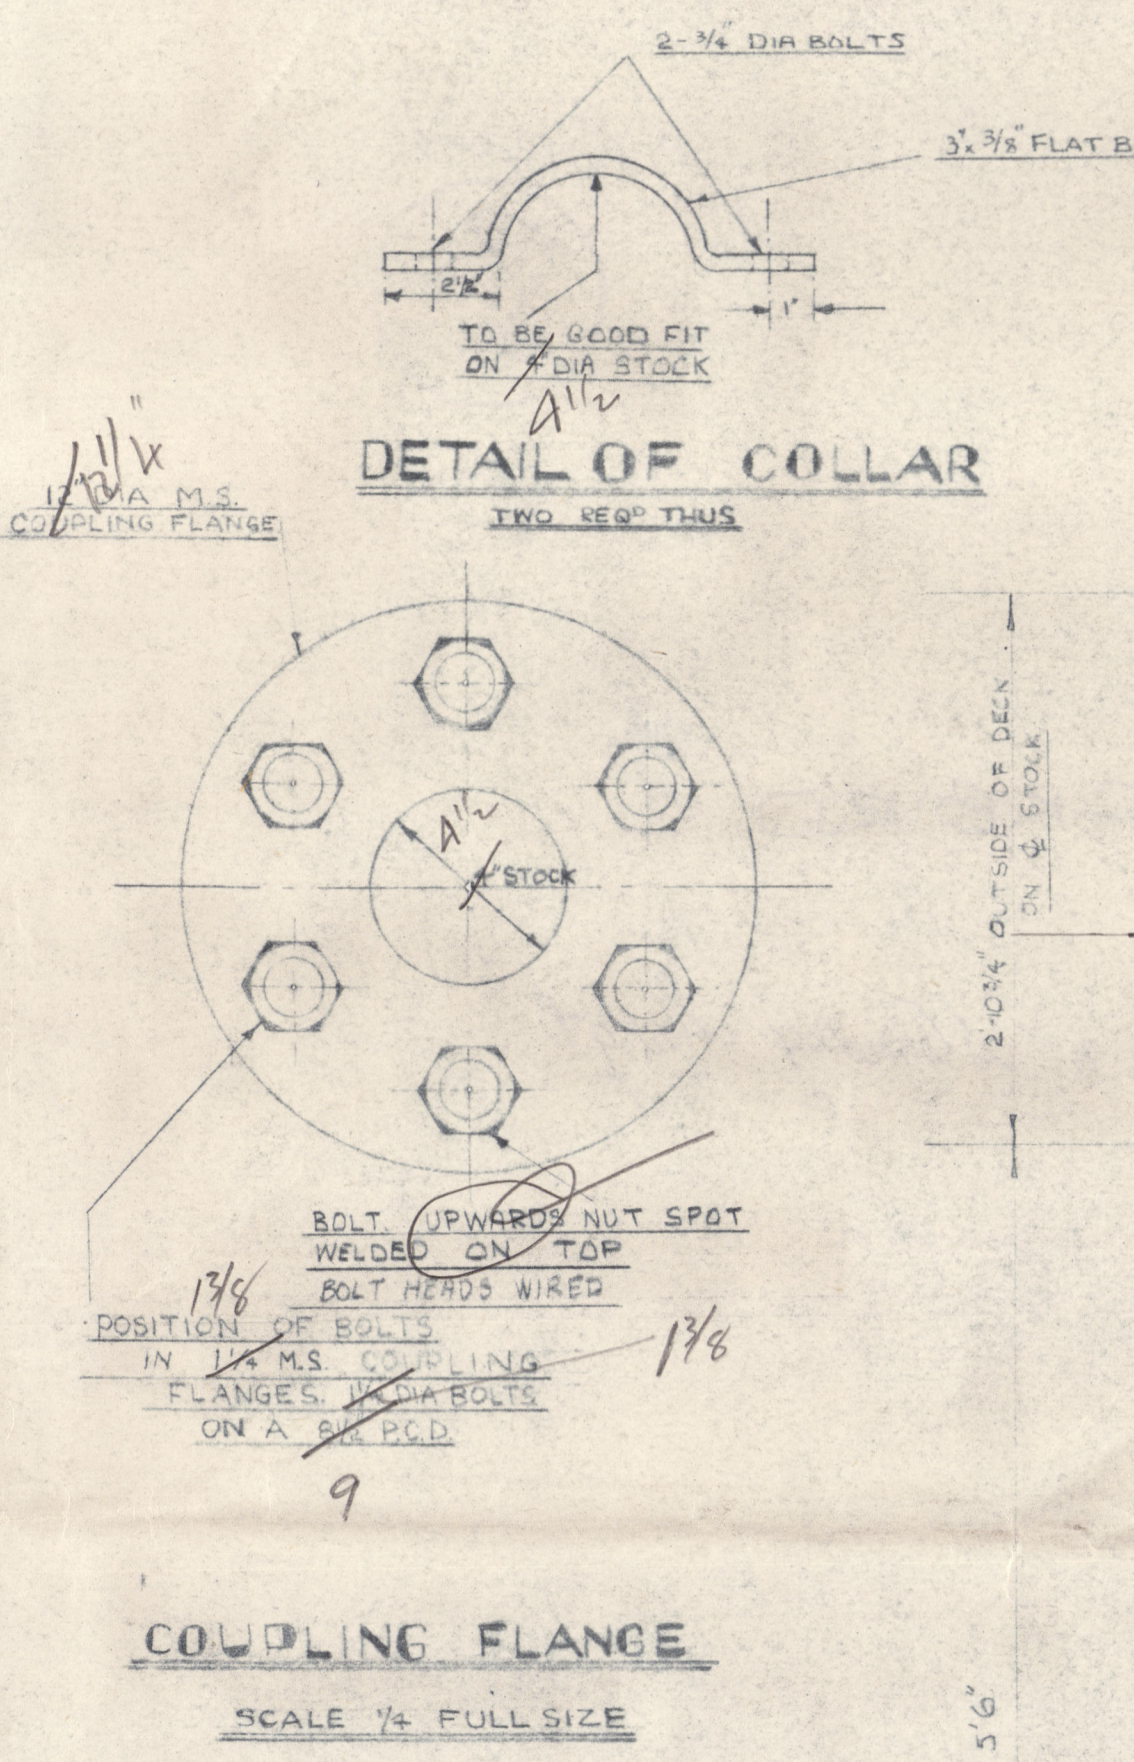 2-3/4" DIA BOLTS
3"x 3/8" FLAT B
2 1/2"
1"
TO BE GOOD FIT
ON 4" DIA STOCK
4 1/2
DETAIL OF COLLAR
TWO REQD THUS
12 1/4"
12" DIA M.S.
COUPLING FLANGE
4 1/2
4" STOCK
2'-10 3/4" OUTSIDE OF DECK
ON ℄ STOCK
BOLT. UPWARDS NUT SPOT
WELDED ON TOP
BOLT HEADS WIRED
1 3/8
POSITION OF BOLTS
IN 1 1/4 M.S. COUPLING
1 3/8
FLANGES. 1 1/4 DIA BOLTS
ON A 8 1/2 P.C.D.
9
COUPLING FLANGE
SCALE 1/4 FULL SIZE
5'6"